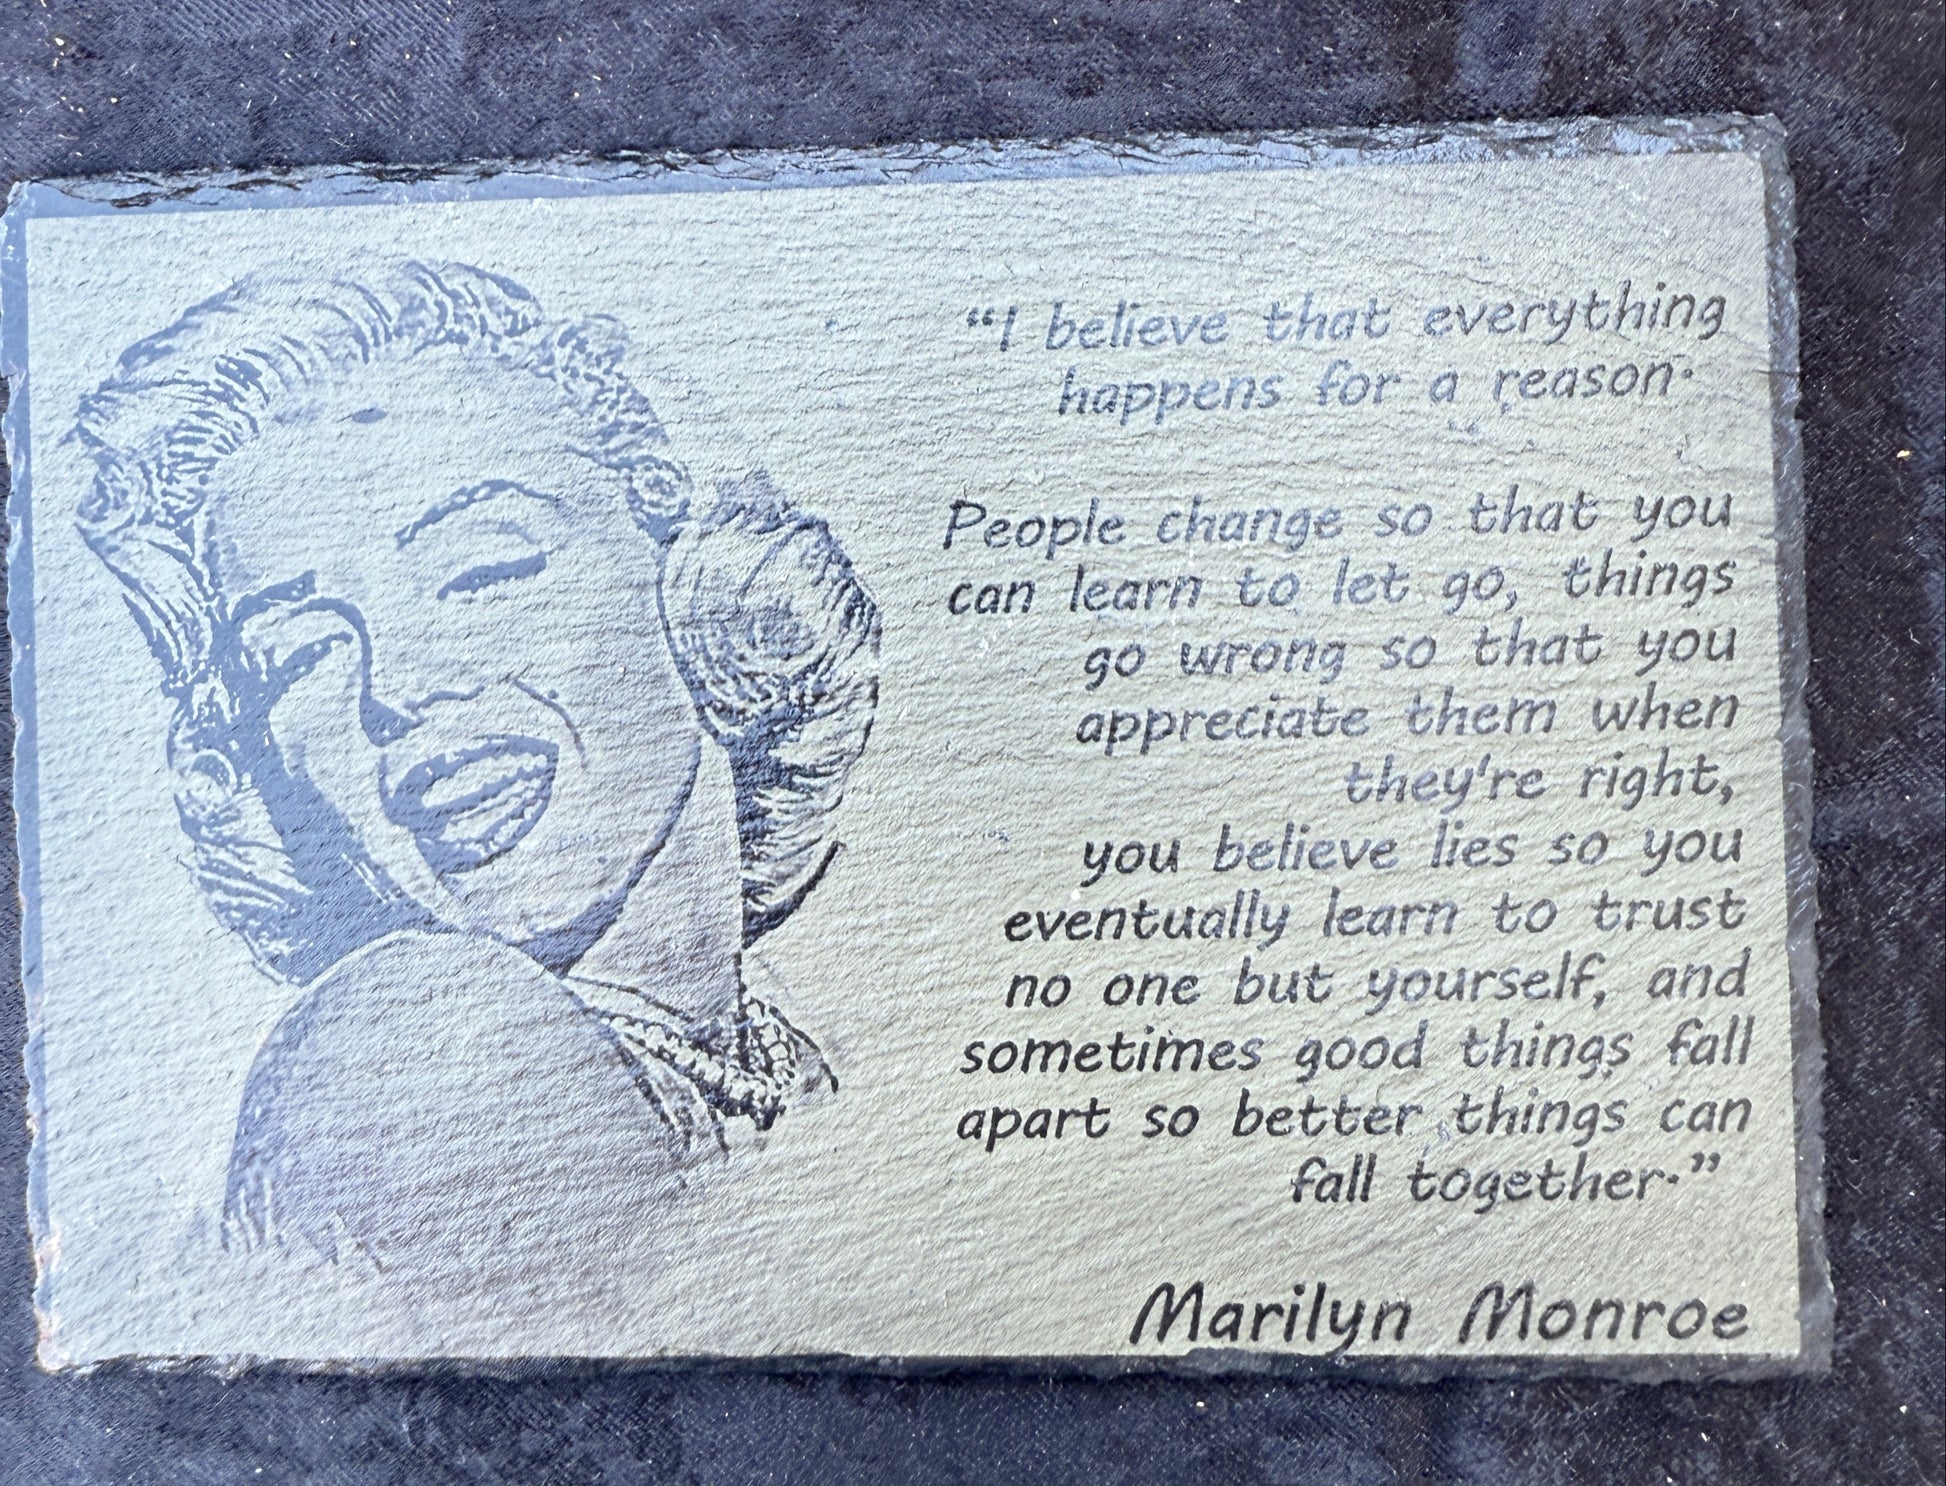 “I believe that everything
happens for a reason.
People change so that you
can learn to let go, things
go wrong so that you
appreciate them when
they're right,
you believe lies so you
eventually learn to trust
no one but yourself, and
sometimes good things fall
apart so better things can
fall together.”
Marilyn Monroe